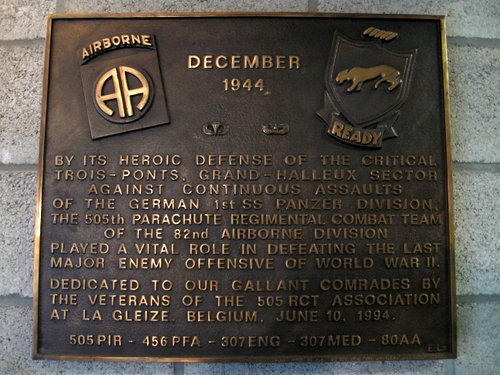 AIRBORNE
AA
DECEMBER
1944
READY
BY ITS HEROIC DEFENSE OF THE CRITICAL
TROIS-PONTS, GRAND-HALLEUX SECTOR
AGAINST CONTINUOUS ASSAULTS
OF THE GERMAN 1st SS PANZER DIVISION,
THE 505th PARACHUTE REGIMENTAL COMBAT TEAM
OF THE 82nd AIRBORNE DIVISION
PLAYED A VITAL ROLE IN DEFEATING THE LAST
MAJOR ENEMY OFFENSIVE OF WORLD WAR II.
DEDICATED TO OUR GALLANT COMRADES BY
THE VETERANS OF THE 505 RCT ASSOCIATION
AT LA GLEIZE, BELGIUM, JUNE 10, 1994.
505 PIR - 456 PFA - 307 ENG - 307 MED - 80 AA